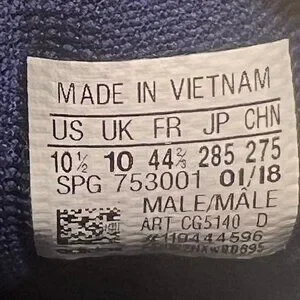 MADE IN VIETNAM
US UK FR JP CHN
10½ 10 44⅔ 285 275
SPG 753001 01/18
MALE/MÂLE
ART CG5140 D
#119444596